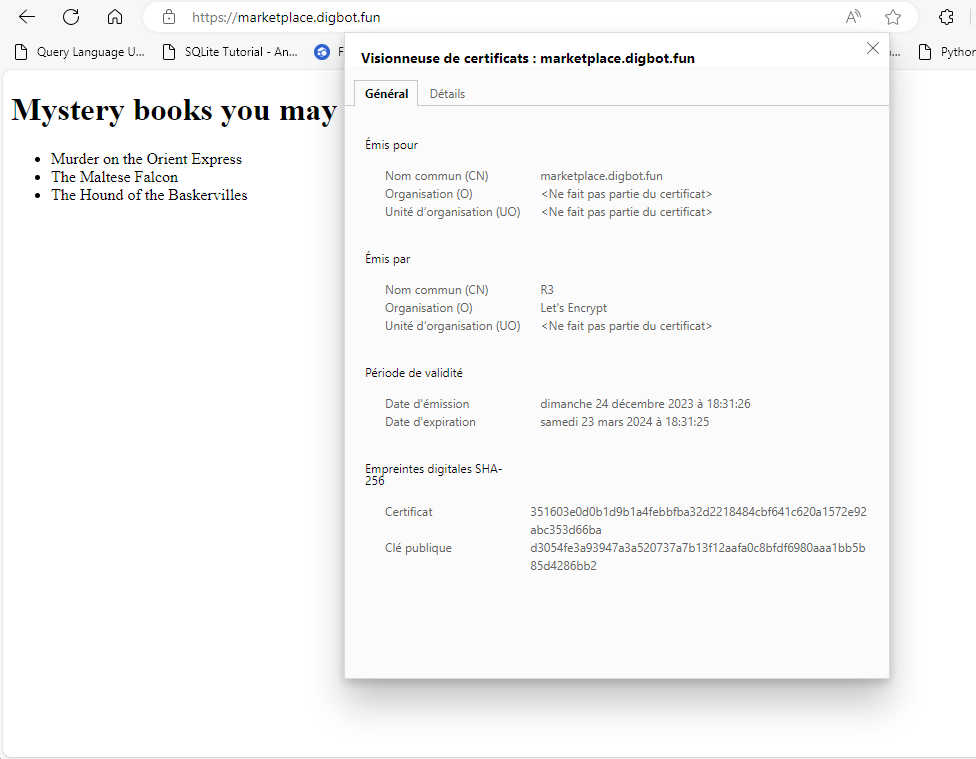 https://marketplace.digbot.fun
Query Language U...
SQLite Tutorial - An...
F
...
Python
Mystery books you may
Murder on the Orient Express
The Maltese Falcon
The Hound of the Baskervilles
Visionneuse de certificats : marketplace.digbot.fun
Général Détails
Émis pour
Nom commun (CN) marketplace.digbot.fun
Organisation (O) <Ne fait pas partie du certificat>
Unité d'organisation (UO) <Ne fait pas partie du certificat>
Émis par
Nom commun (CN) R3
Organisation (O) Let's Encrypt
Unité d'organisation (UO) <Ne fait pas partie du certificat>
Période de validité
Date d'émission dimanche 24 décembre 2023 à 18:31:26
Date d'expiration samedi 23 mars 2024 à 18:31:25
Empreintes digitales SHA-
256
Certificat 351603e0d0b1d9b1a4febbfba32d2218484cbf641c620a1572e92
abc353d66ba
Clé publique d3054fe3a93947a3a520737a7b13f12aafa0c8bfdf6980aaa1bb5b
85d4286bb2